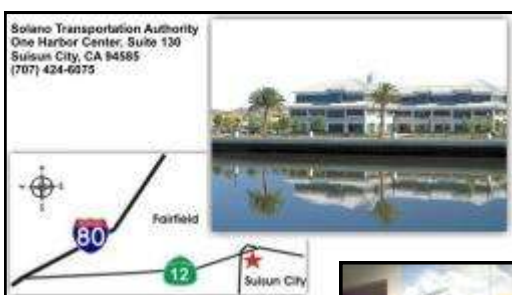 Solano Transportation Authority
One Harbor Center, Suite 130
Suisun City, CA 94585
(707) 424-6075
Fairfield
80
12
Suisun City